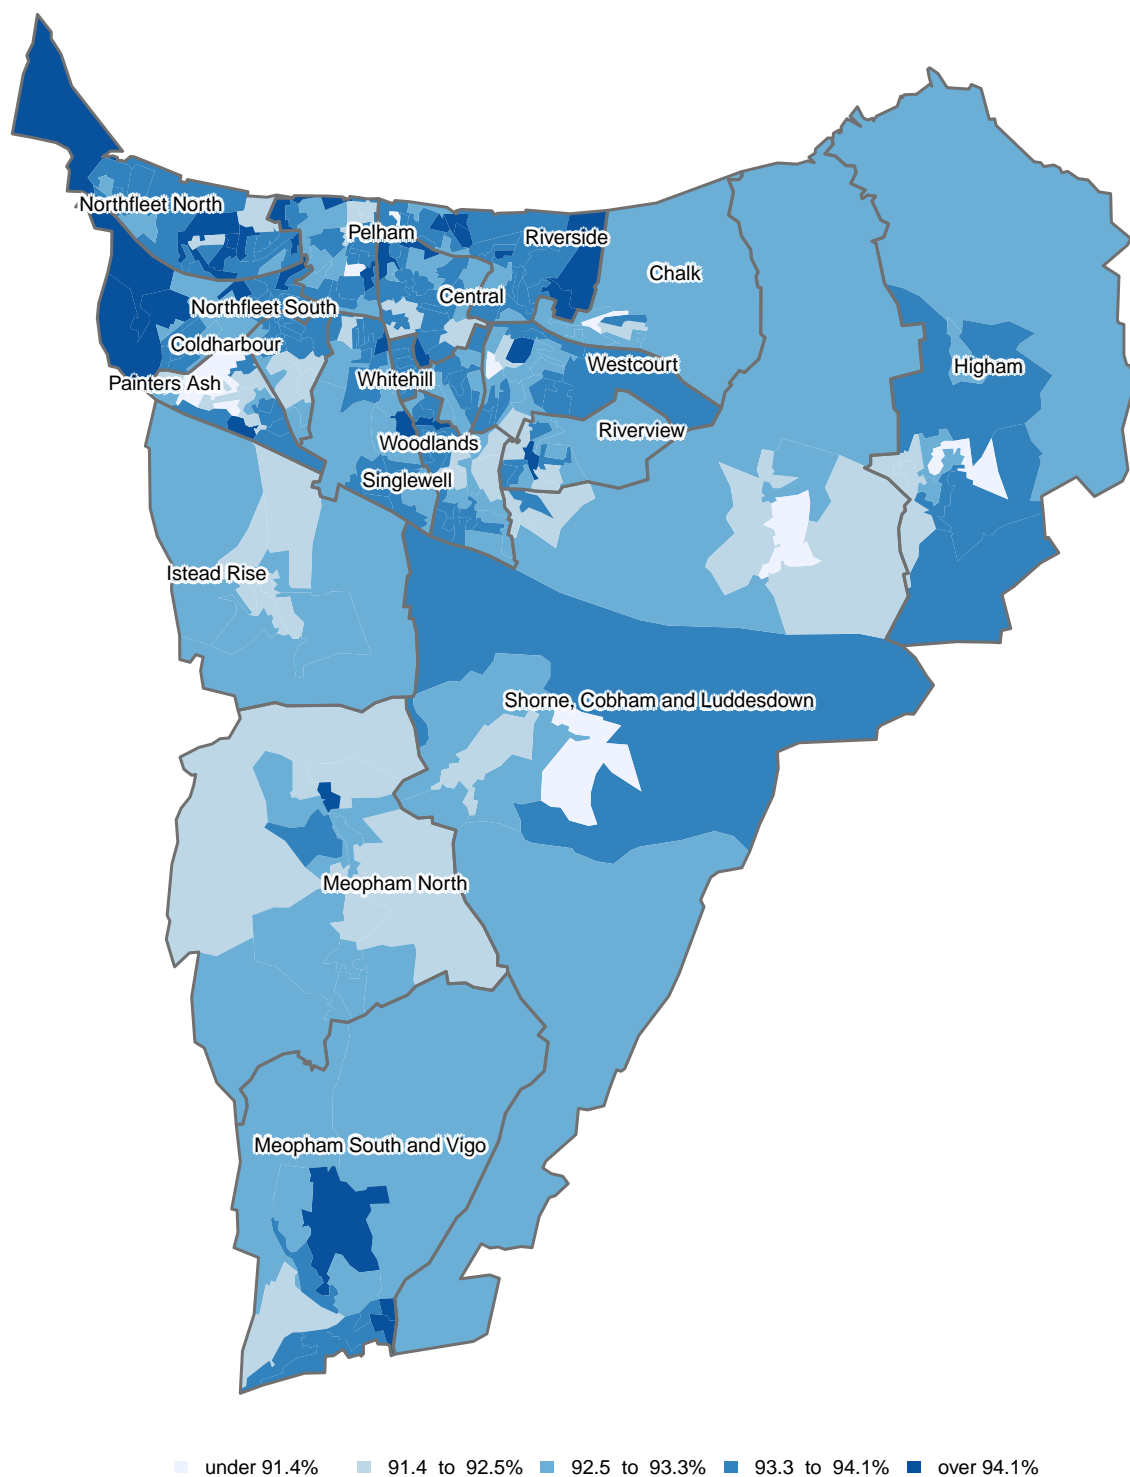 Northfleet North
Pelham
Riverside
Chalk
Central
Northfleet South
Coldharbour
Westcourt
Higham
Whitehill
Painters Ash
Riverview
Woodlands
Singlewell
Istead Rise
Shorne, Cobham and Luddesdown
Meopham North
Meopham South and Vigo
under 91.4% 91.4 to 92.5% 92.5 to 93.3% 93.3 to 94.1% over 94.1%